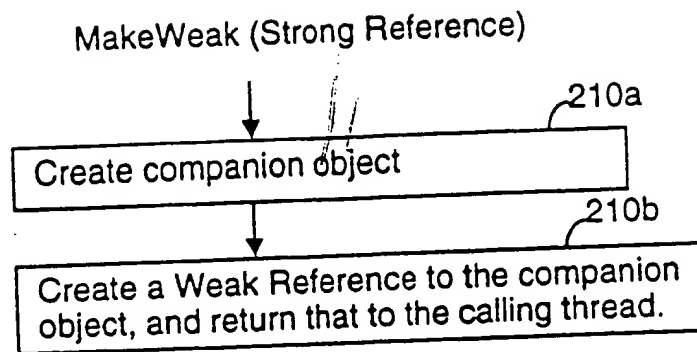 MakeWeak (Strong Reference)
210a
Create companion object
210b
Create a Weak Reference to the companion
object, and return that to the calling thread.